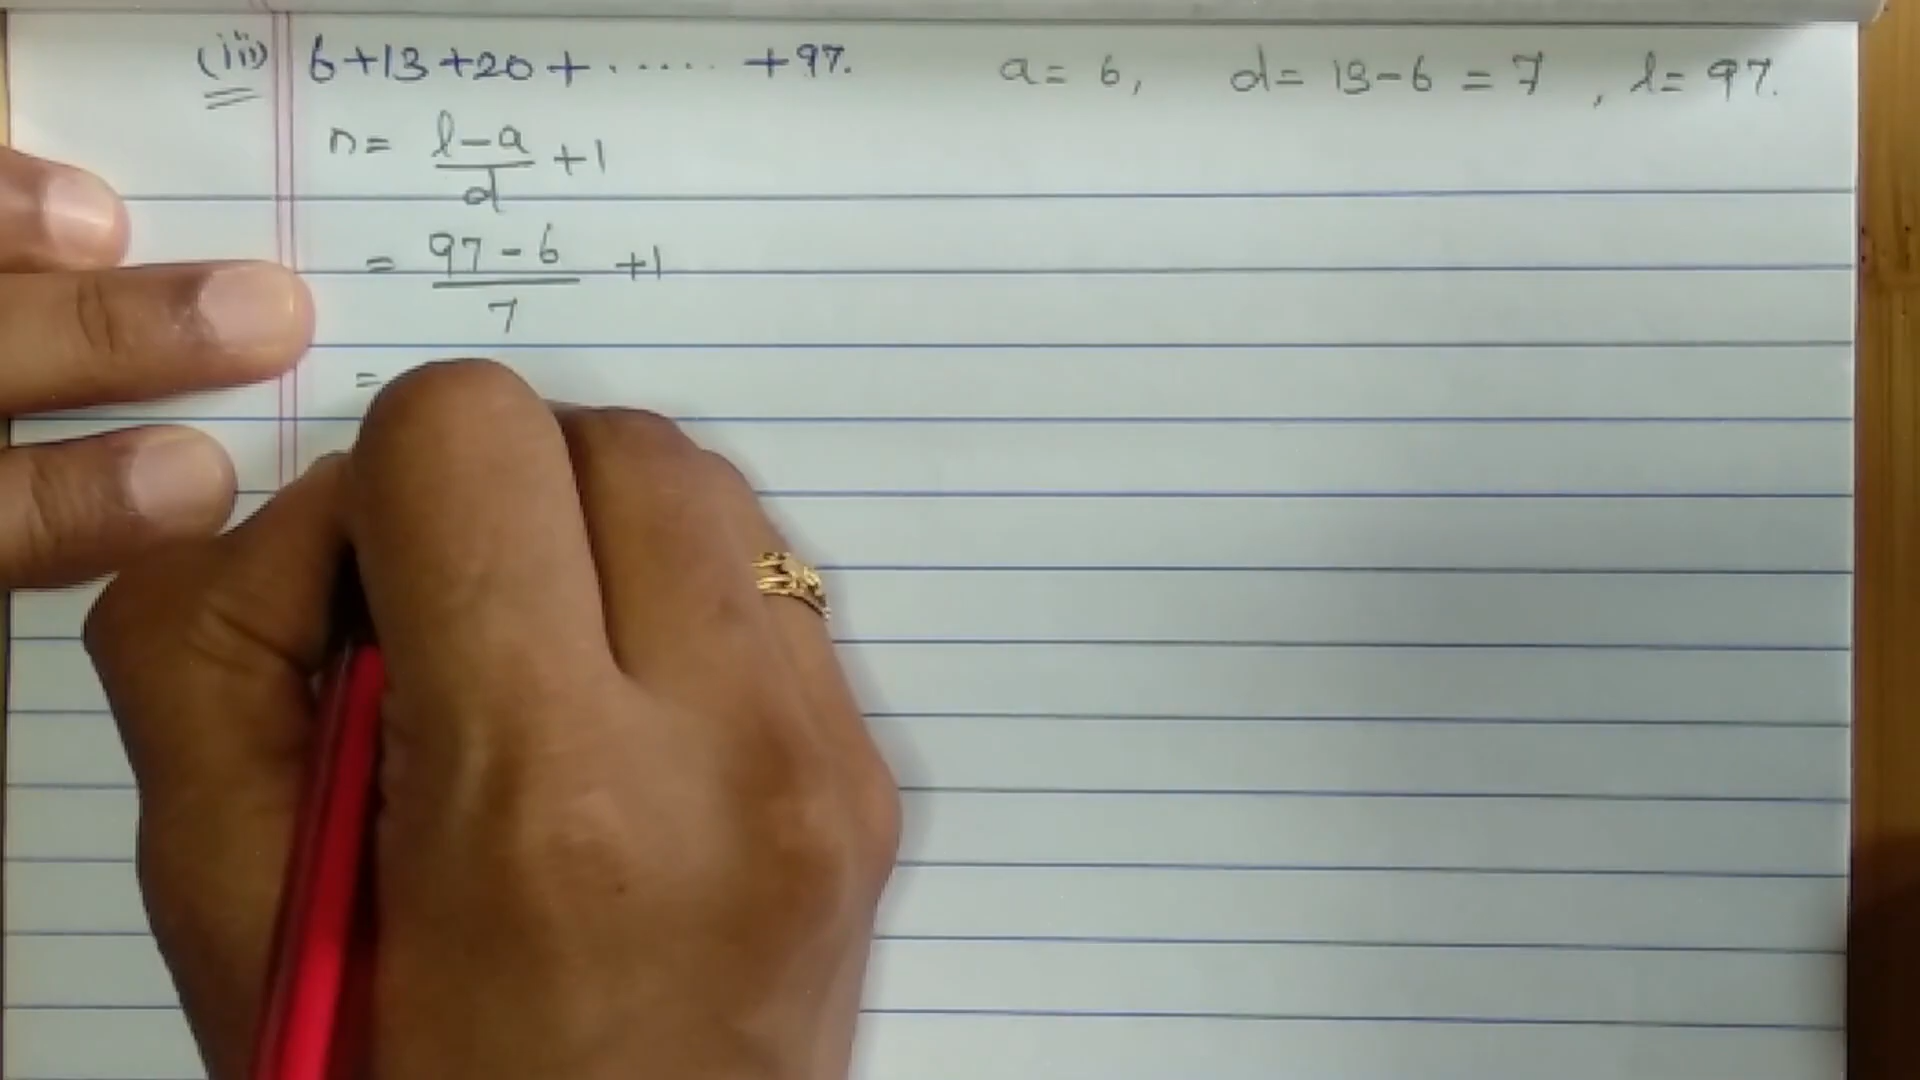 (iii) 6+13+20+...... +97. a= 6, d= 13-6 = 7 , l= 97.
n= l-a/d +1
= 97-6/7 +1
=